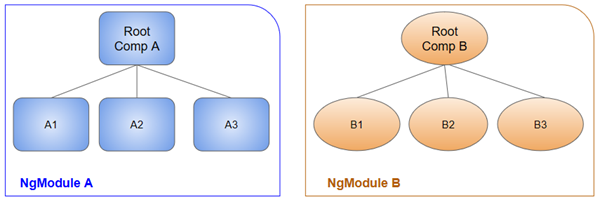 Root
Comp A
A1
A2
A3
NgModule A
Root
Comp B
B1
B2
B3
NgModule B